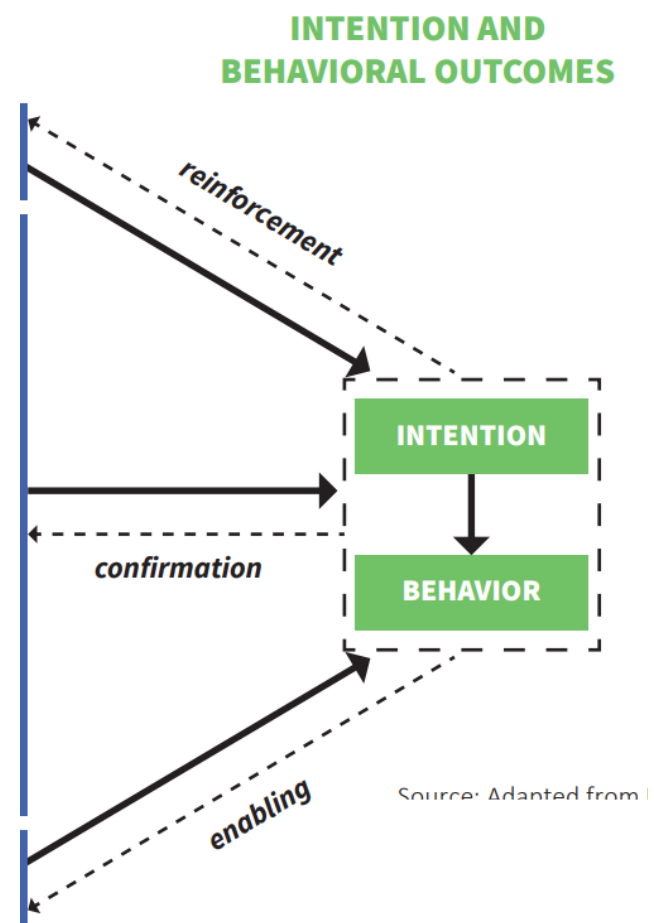 INTENTION AND
BEHAVIORAL OUTCOMES
reinforcement
INTENTION
confirmation
BEHAVIOR
enabling
Source: Adapted from